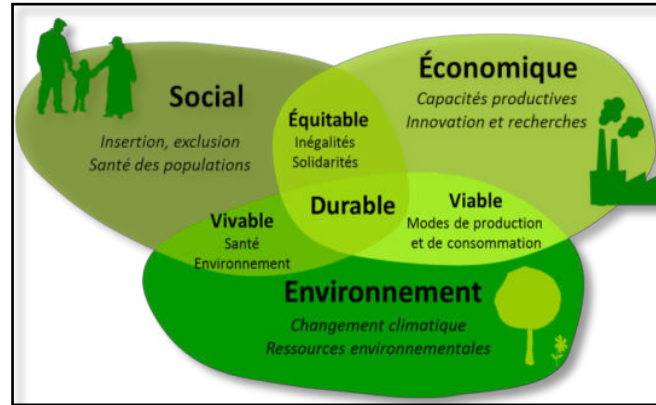 Social
Insertion, exclusion
Santé des populations
Économique
Capacités productives
Innovation et recherches
Équitable
Inégalités
Solidarités
Durable
Viable
Modes de production
et de consommation
Vivable
Santé
Environnement
Environnement
Changement climatique
Ressources environnementales